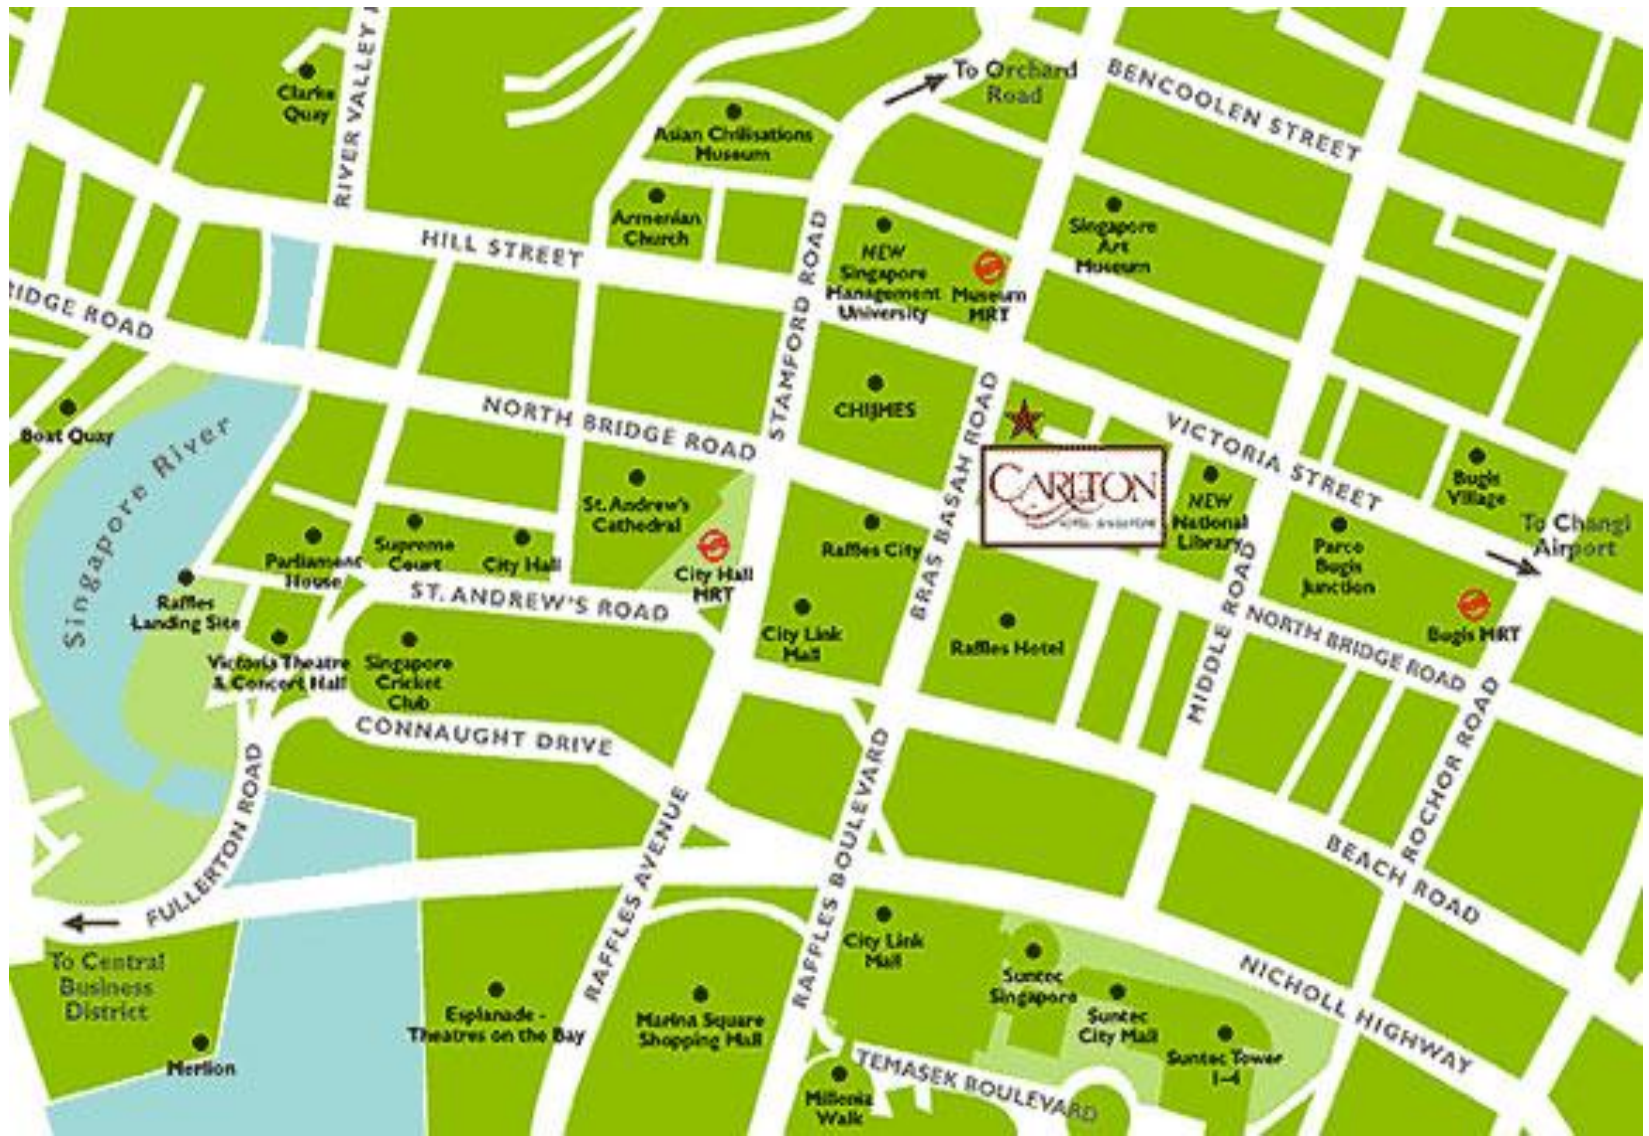 Clarke
Quay
RIVER VALLEY
To Orchard
Road
BENCOOLEN STREET
Asian Chilisations
Museum
Armenian
Church
HILL STREET
STAMFORD ROAD
NEW
Singapore
Management
University
Museum
MRT
Singapore
Art
Museum
RIDGE ROAD
Boat Quay
Singapore River
NORTH BRIDGE ROAD
CHIJMES
BRAS BASAH ROAD
CARLTON
HOTEL SINGAPORE
VICTORIA STREET
NEW
National
Library
Bugis
Village
To Changi
Airport
St. Andrew's
Cathedral
City Hall
MRT
Raffles City
Parco
Bugis
Junction
Bugis MRT
Parliament
House
Supreme
Court
City Hall
Raffles
Landing Site
ST. ANDREW'S ROAD
City Link
Mall
Raffles Hotel
MIDDLE ROAD
NORTH BRIDGE ROAD
Victoria Theatre
& Concert Hall
Singapore
Cricket
Club
CONNAUGHT DRIVE
ROCHOR ROAD
FULLERTON ROAD
RAFFLES AVENUE
RAFFLES BOULEVARD
BEACH ROAD
To Central
Business
District
Merlion
Esplanade -
Theatres on the Bay
Marina Square
Shopping Mall
City Link
Mall
Suntec
Singapore
Suntec
City Mall
Suntec Tower
1-4
NICHOLL HIGHWAY
Millenia
Walk
TEMASEK BOULEVARD